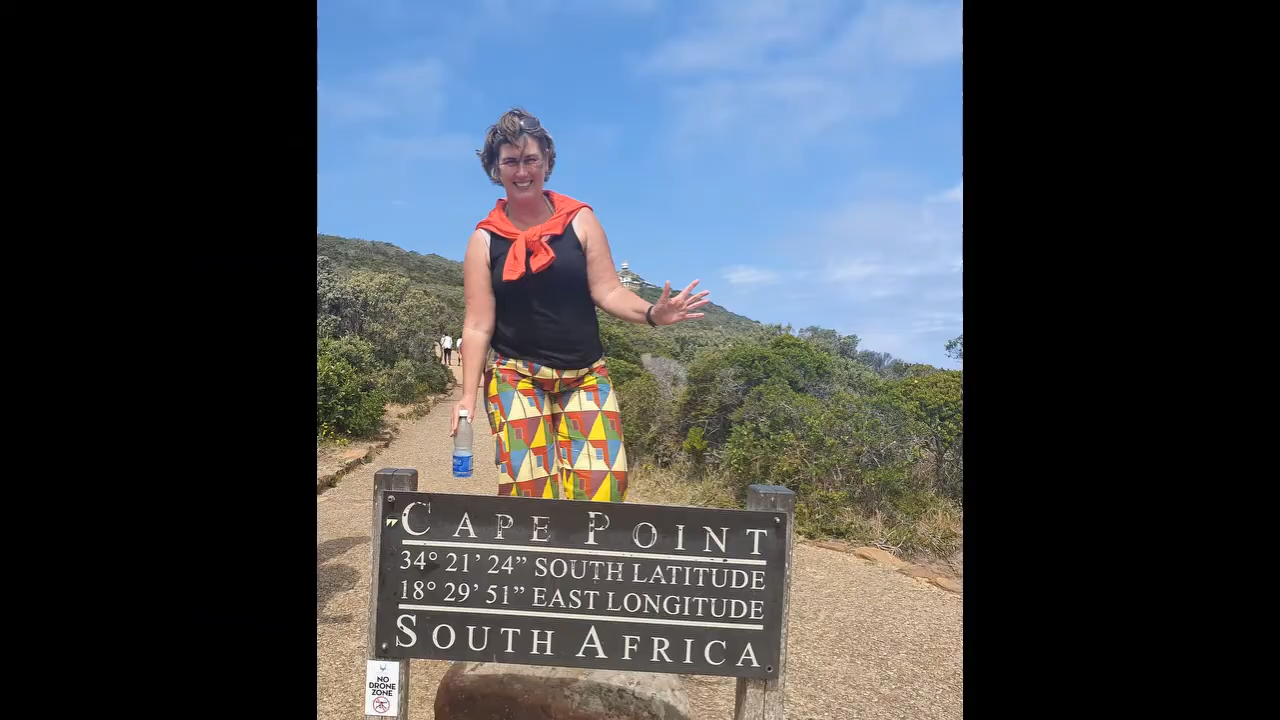 CAPE POINT
34° 21' 24" SOUTH LATITUDE
18° 29' 51" EAST LONGITUDE
SOUTH AFRICA
NO
DRONE
ZONE